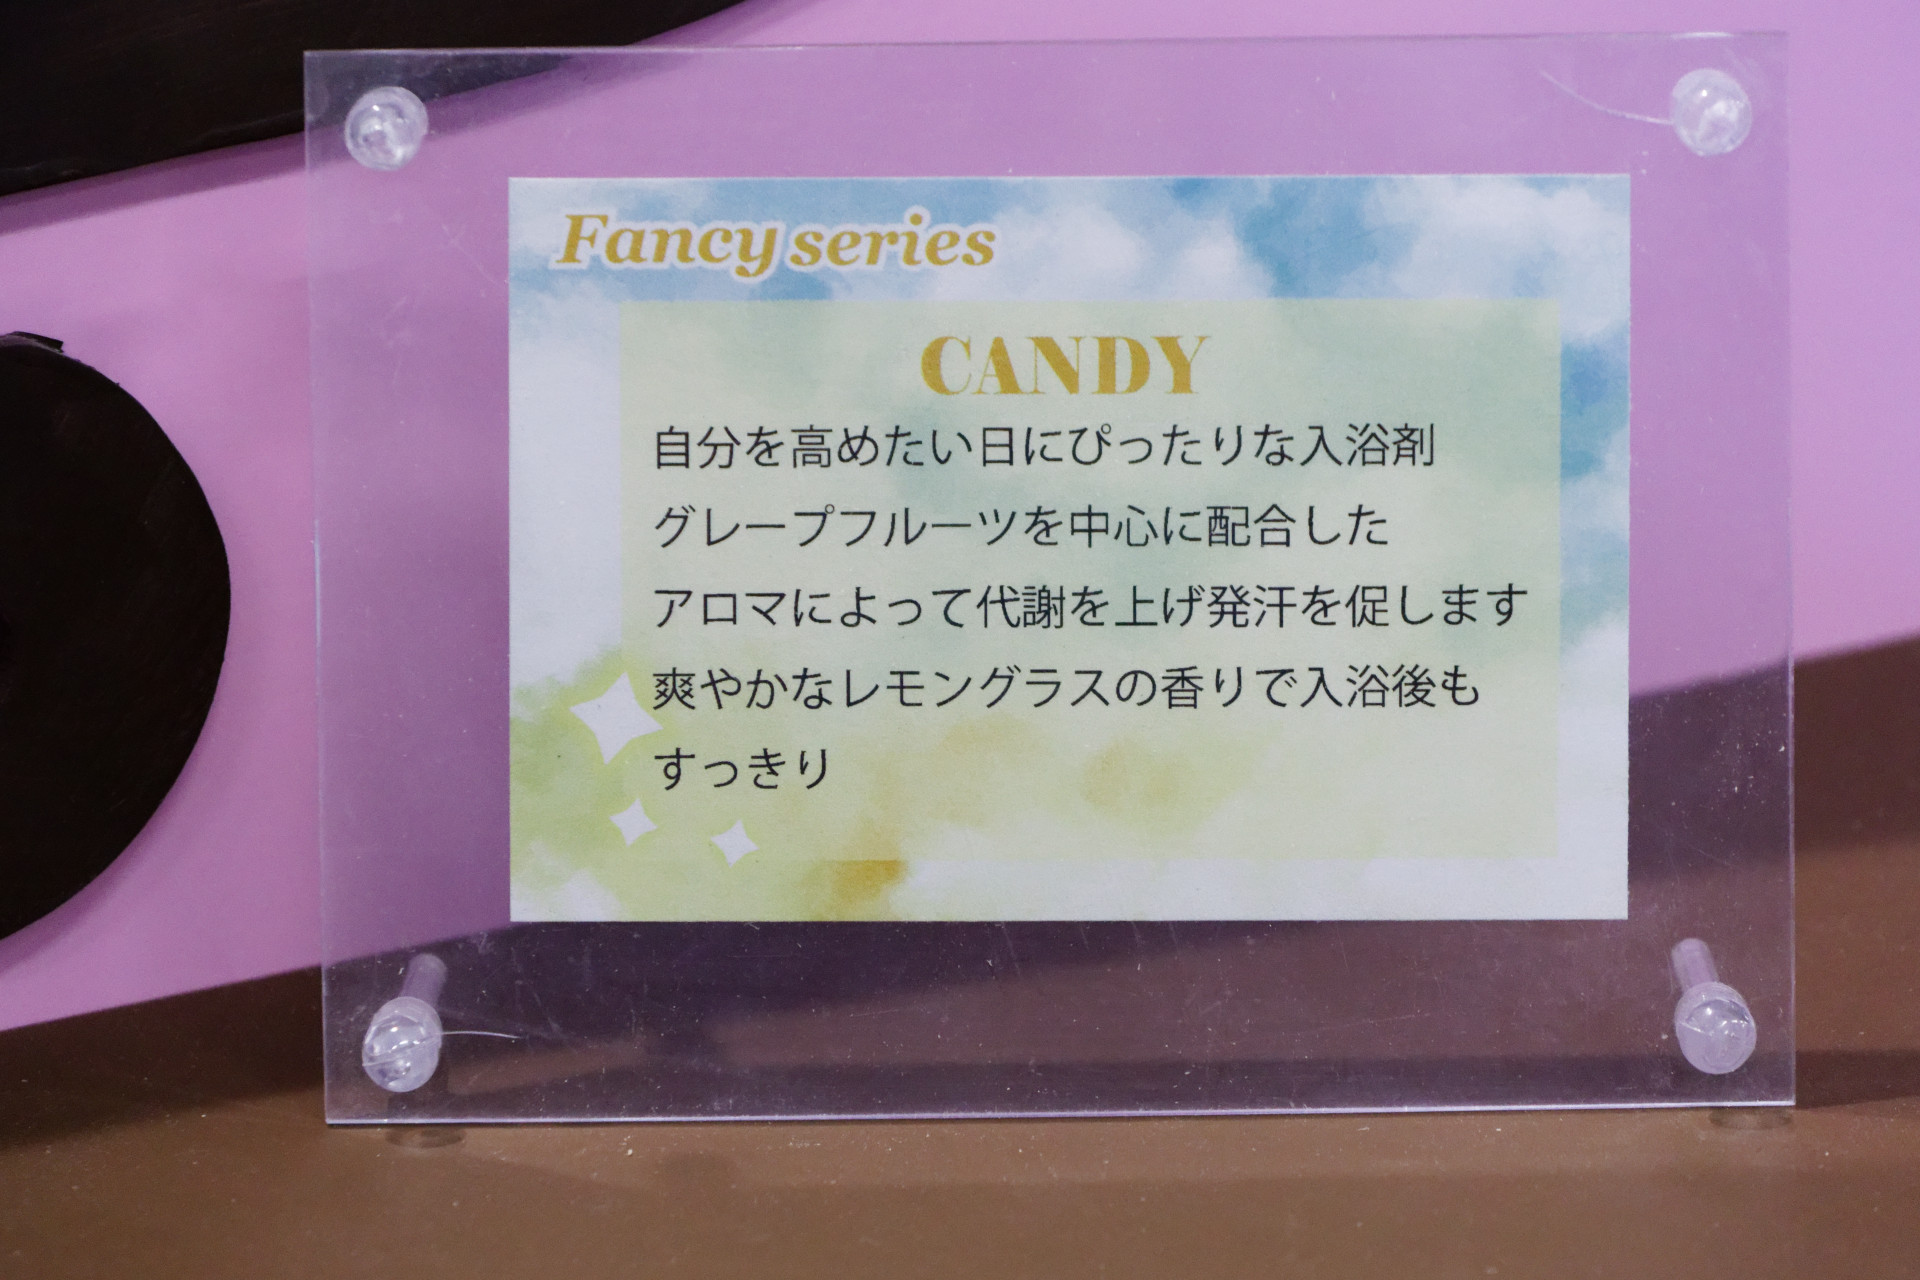 Fancy series
CANDY
自分を高めたい日にぴったりな入浴剤
グレープフルーツを中心に配合した
アロマによって代謝を上げ発汗を促します
爽やかなレモングラスの香りで入浴後も
すっきり